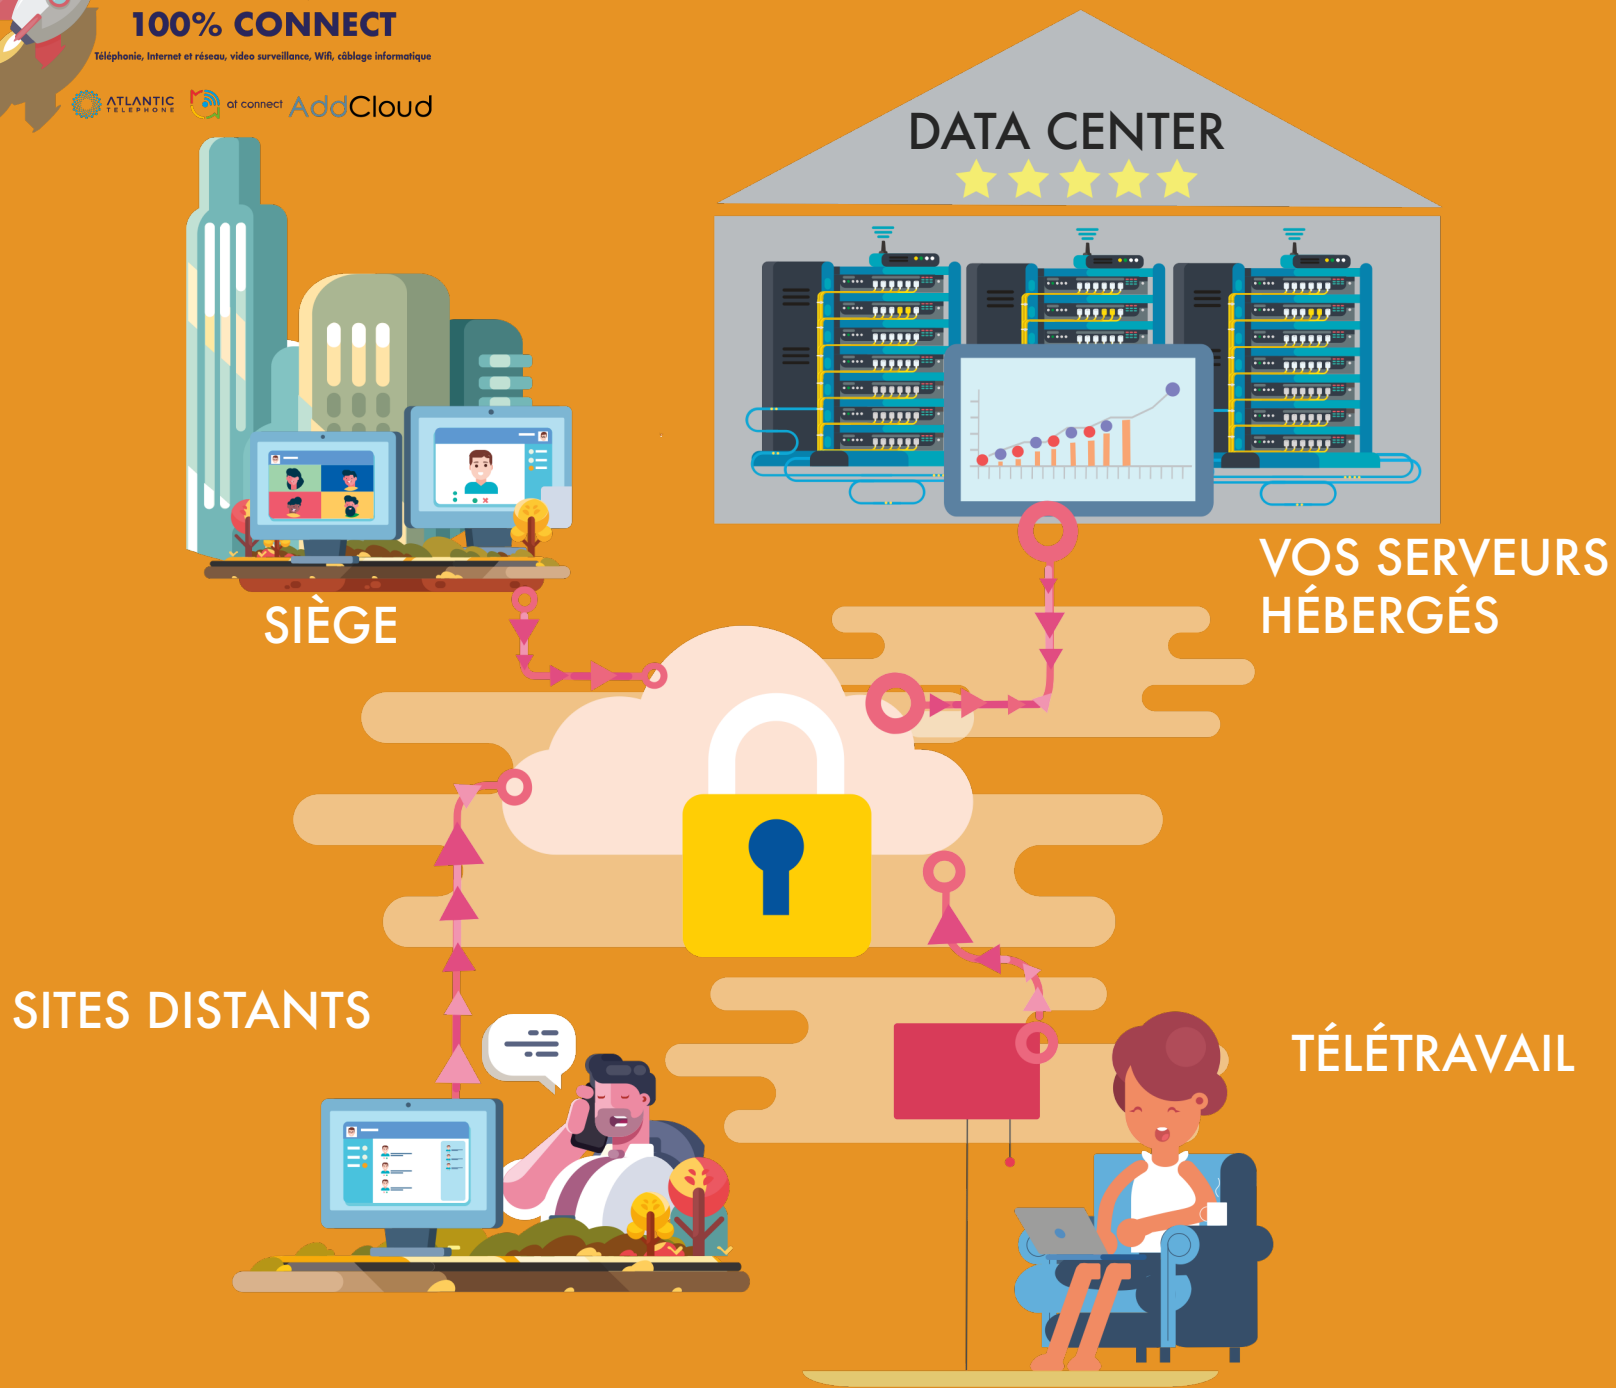 100% CONNECT
Téléphonie, Internet et réseau, video surveillance, Wifi, câblage informatique
ATLANTIC
TELEPHONE
at connect
AddCloud
DATA CENTER
VOS SERVEURS
HÉBERGÉS
SIÈGE
SITES DISTANTS
TÉLÉTRAVAIL